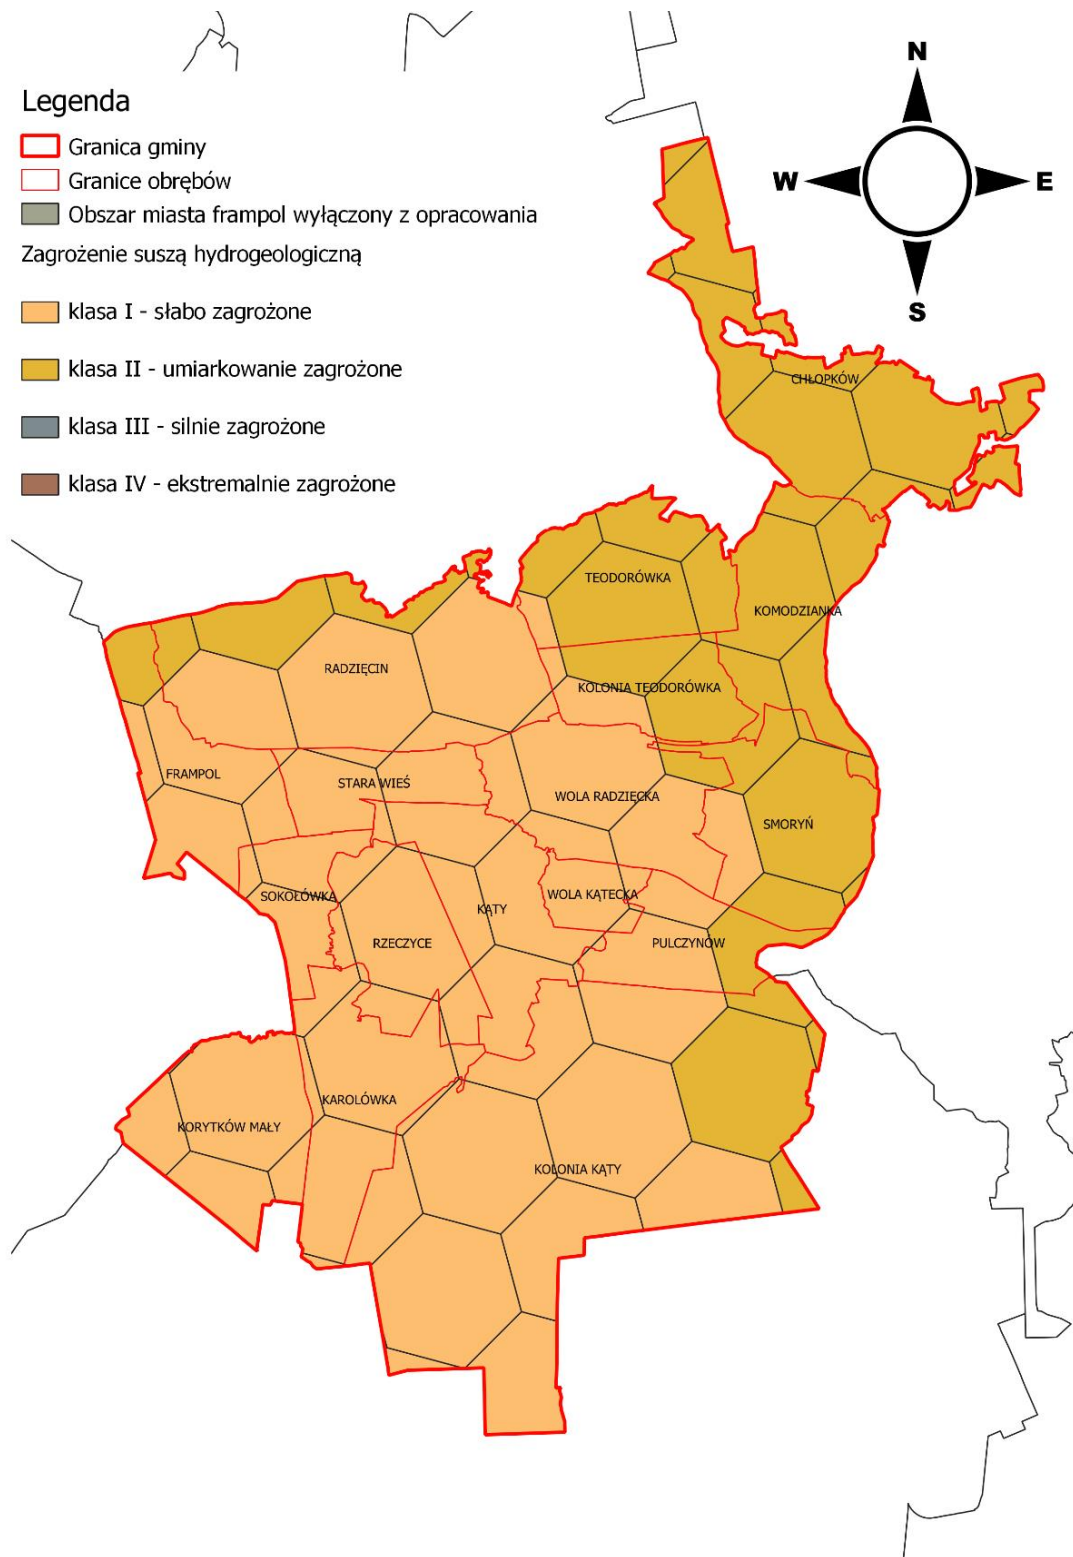 N
W
E
S
Legenda
Granica gminy
Granice obrębów
Obszar miasta frampol wyłączony z opracowania
Zagrożenie suszą hydrogeologiczną
klasa I - słabo zagrożone
klasa II - umiarkowanie zagrożone
klasa III - silnie zagrożone
klasa IV - ekstremalnie zagrożone
CHŁOPKÓW
TEODORÓWKA
KOMODZIANKA
RADZIĘCIN
KOLONIA TEODORÓWKA
FRAMPOL
STARA WIEŚ
WOLA RADZIĘCKA
SMORYŃ
SOKOŁÓWKA
WOLA KĄTECKA
KĄTY
RZECZYCE
PULCZYNÓW
KAROLÓWKA
KORYTKÓW MAŁY
KOLONIA KĄTY